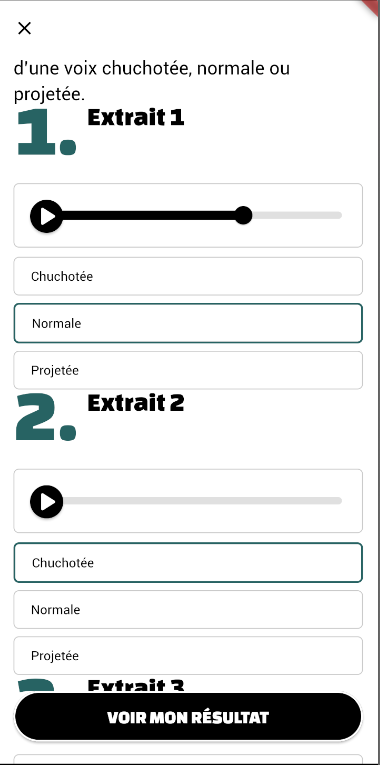 d'une voix chuchotée, normale ou
projetée.
1. Extrait 1
Chuchotée
Normale
Projetée
2. Extrait 2
Chuchotée
Normale
Projetée
3. Extrait 3
VOIR MON RÉSULTAT